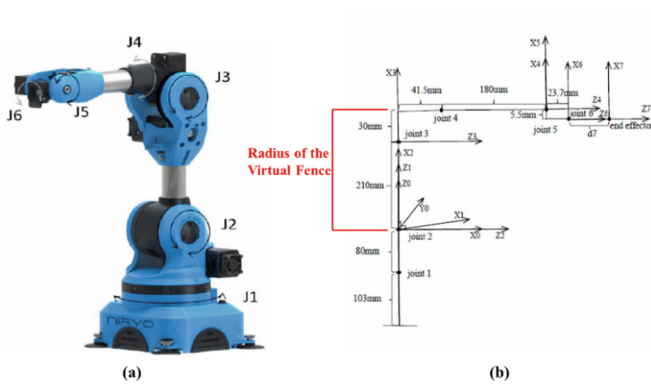 J4
J3
J6
J5
J2
J1
NIRYO
(a)
Radius of the
Virtual Fence
X3
X5
X4
X6
X7
41.5mm
180mm
23.7mm
Z4
Z7
5.5mm
joint 6
Z6
end effector
joint 4
joint 5
d7
30mm
joint 3
Z3
X2
Z1
Z0
210mm
Y0
X1
joint 2
X0
Z2
80mm
joint 1
103mm
(b)